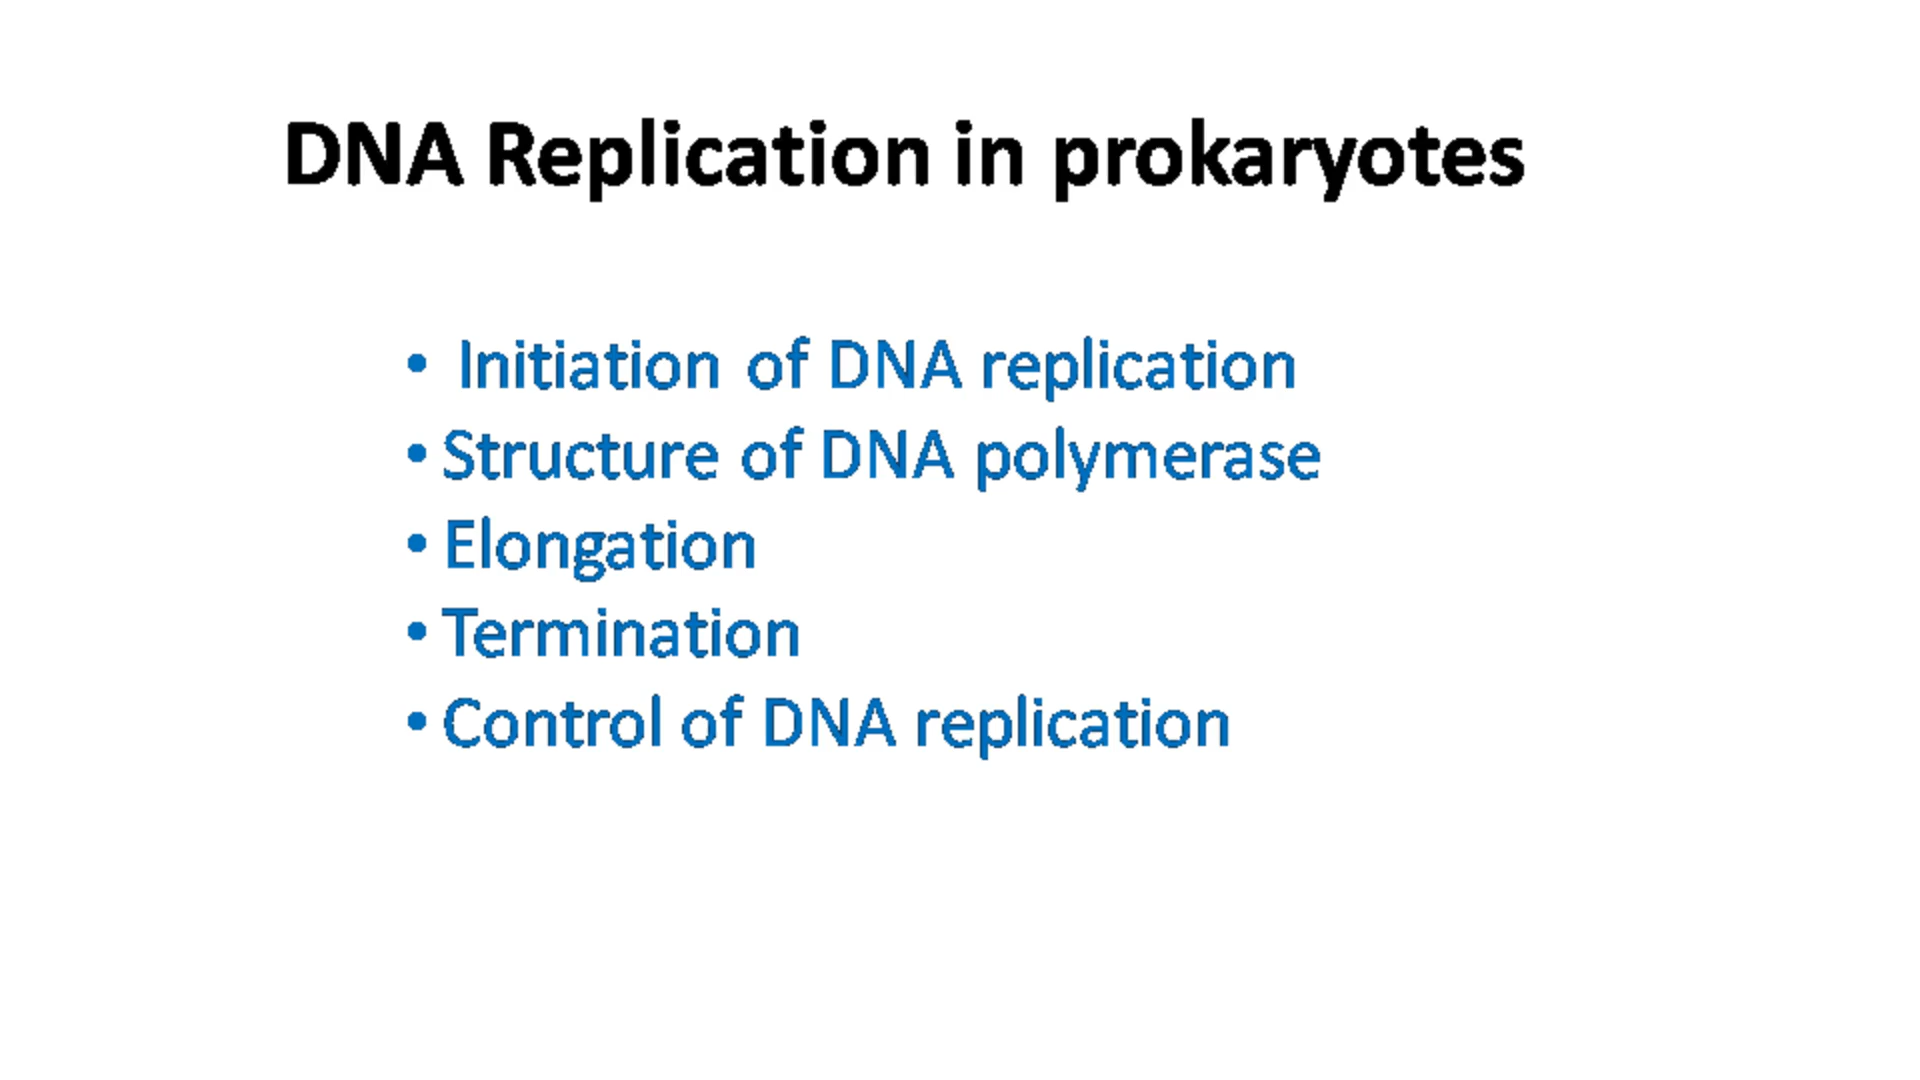 DNA Replication in prokaryotes
• Initiation of DNA replication
• Structure of DNA polymerase
• Elongation
• Termination
• Control of DNA replication